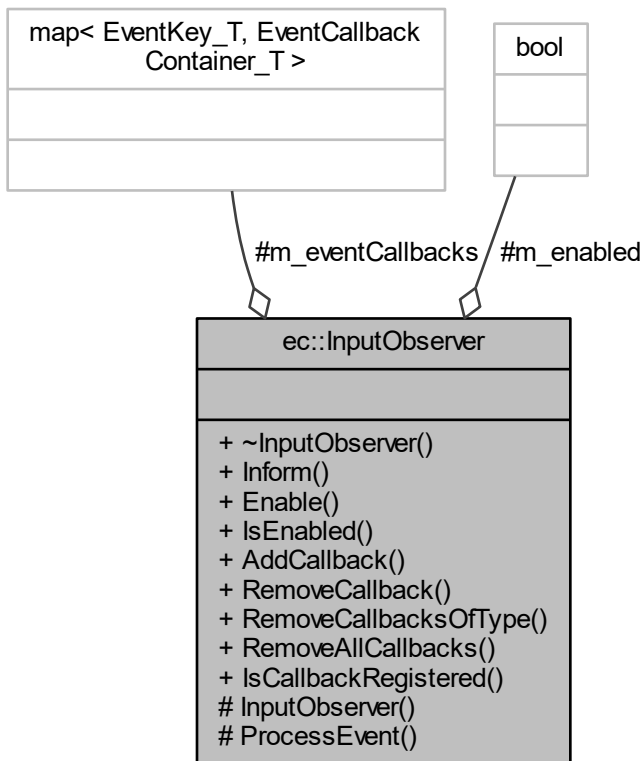 map< EventKey_T, EventCallback
Container_T >
bool
#m_eventCallbacks
#m_enabled
ec::InputObserver
+ ~InputObserver()
+ Inform()
+ Enable()
+ IsEnabled()
+ AddCallback()
+ RemoveCallback()
+ RemoveCallbacksOfType()
+ RemoveAllCallbacks()
+ IsCallbackRegistered()
# InputObserver()
# ProcessEvent()